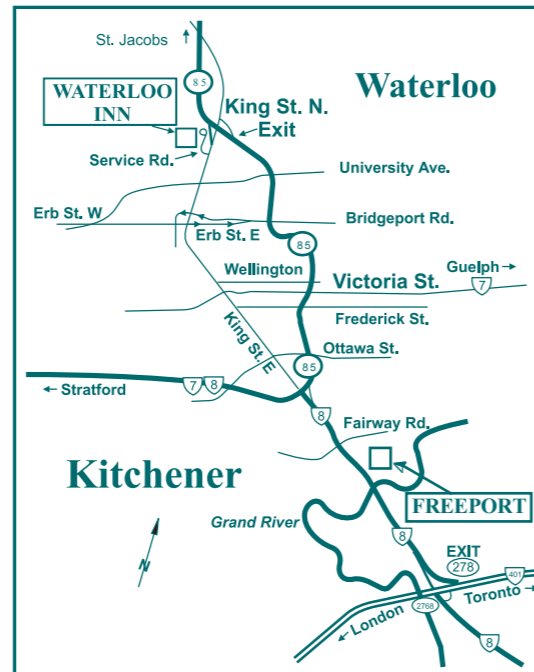 St. Jacobs
85
Waterloo
WATERLOO
INN
King St. N.
Exit
Service Rd.
University Ave.
Erb St. W
Bridgeport Rd.
Erb St. E
85
Wellington
Guelph
Victoria St.
7
Frederick St.
King St. E
Ottawa St.
85
Stratford
7
8
8
Fairway Rd.
Kitchener
FREEPORT
Grand River
8
EXIT
278
N
401
Toronto
276B
London
8